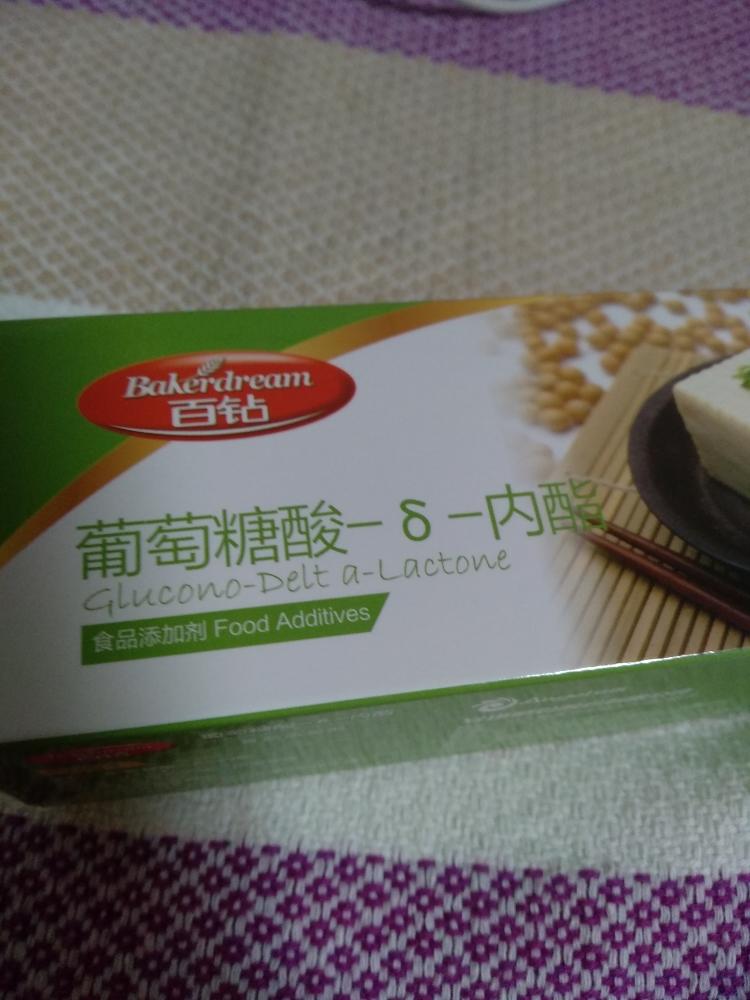 Bakerdream
百钻
葡萄糖酸-δ-内酯
Glucono-Delt a-Lactone
食品添加剂 Food Additives